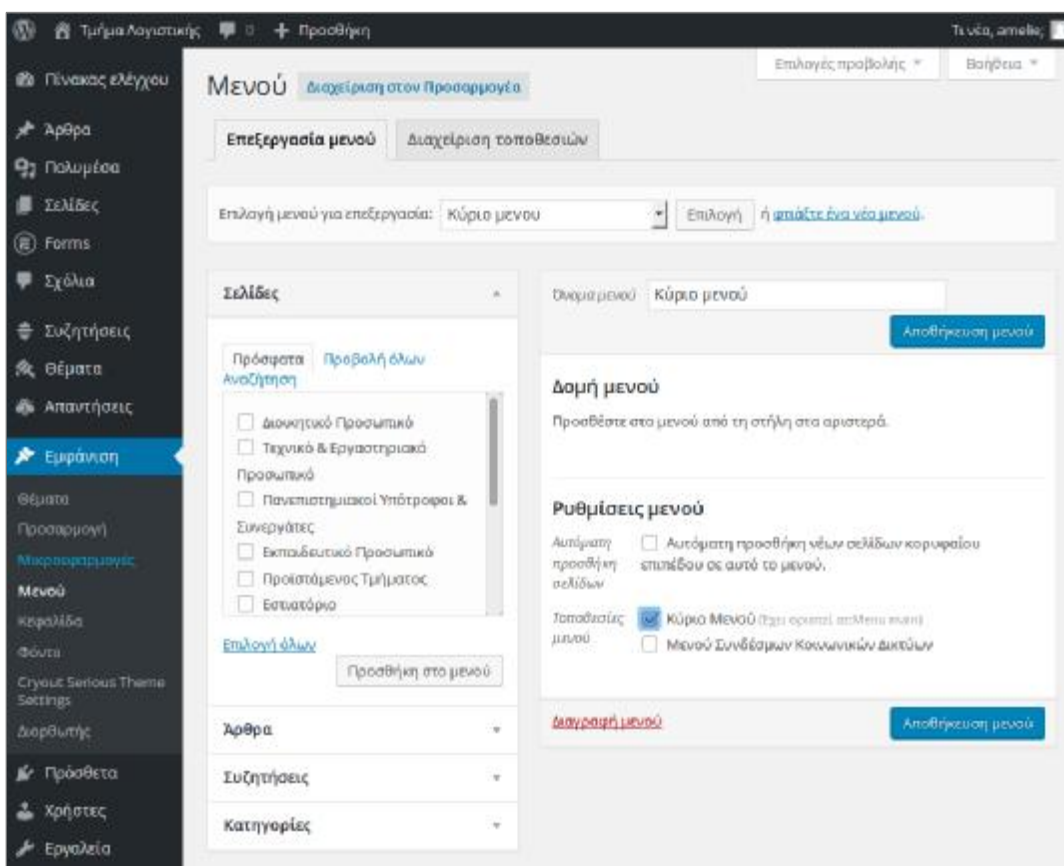 Τμήμα Λογιστικής 0 + Προσθήκη
Τι νέα, amelie;
Πίνακας ελέγχου
Άρθρα
Πολυμέσα
Σελίδες
Forms
Σχόλια
Συζητήσεις
Θέματα
Απαντήσεις
Εμφάνιση
Θέματα
Προσαρμογή
Μικροεφαρμογές
Μενού
Κεφαλίδα
Φόντο
Cryout Serious Theme
Settings
Διορθωτής
Πρόσθετα
Χρήστες
Εργαλεία
Επιλογές προβολής
Βοήθεια
Μενού Διαχείριση στον Προσαρμογέα
Επεξεργασία μενού Διαχείριση τοποθεσιών
Επιλογή μενού για επεξεργασία: Κύριο μενου Επιλογή ή φτιάξτε ένα νέο μενού.
Σελίδες
Πρόσφατα Προβολή όλων
Αναζήτηση
Διοικητικό Προσωπικό
Τεχνικό & Εργαστηριακό
Προσωπικό
Πανεπιστημιακοί Υπότροφοι &
Συνεργάτες
Εκπαιδευτικό Προσωπικό
Προϊστάμενος Τμήματος
Εστιατόριο
Επιλογή όλων
Προσθήκη στο μενού
Άρθρα
Συζητήσεις
Κατηγορίες
Όνομα μενού Κύριο μενού
Αποθήκευση μενού
Δομή μενού
Προσθέστε στο μενού από τη στήλη στα αριστερά.
Ρυθμίσεις μενού
Αυτόματη προσθήκη σελίδων
Αυτόματη προσθήκη νέων σελίδων κορυφαίου
επιπέδου σε αυτό το μενού.
Τοποθεσίες μενού
Κύριο Μενού (Έχει οριστεί σε:Menu main)
Μενού Συνδέσμων Κοινωνικών Δικτύων
Διαγραφή μενού
Αποθήκευση μενού